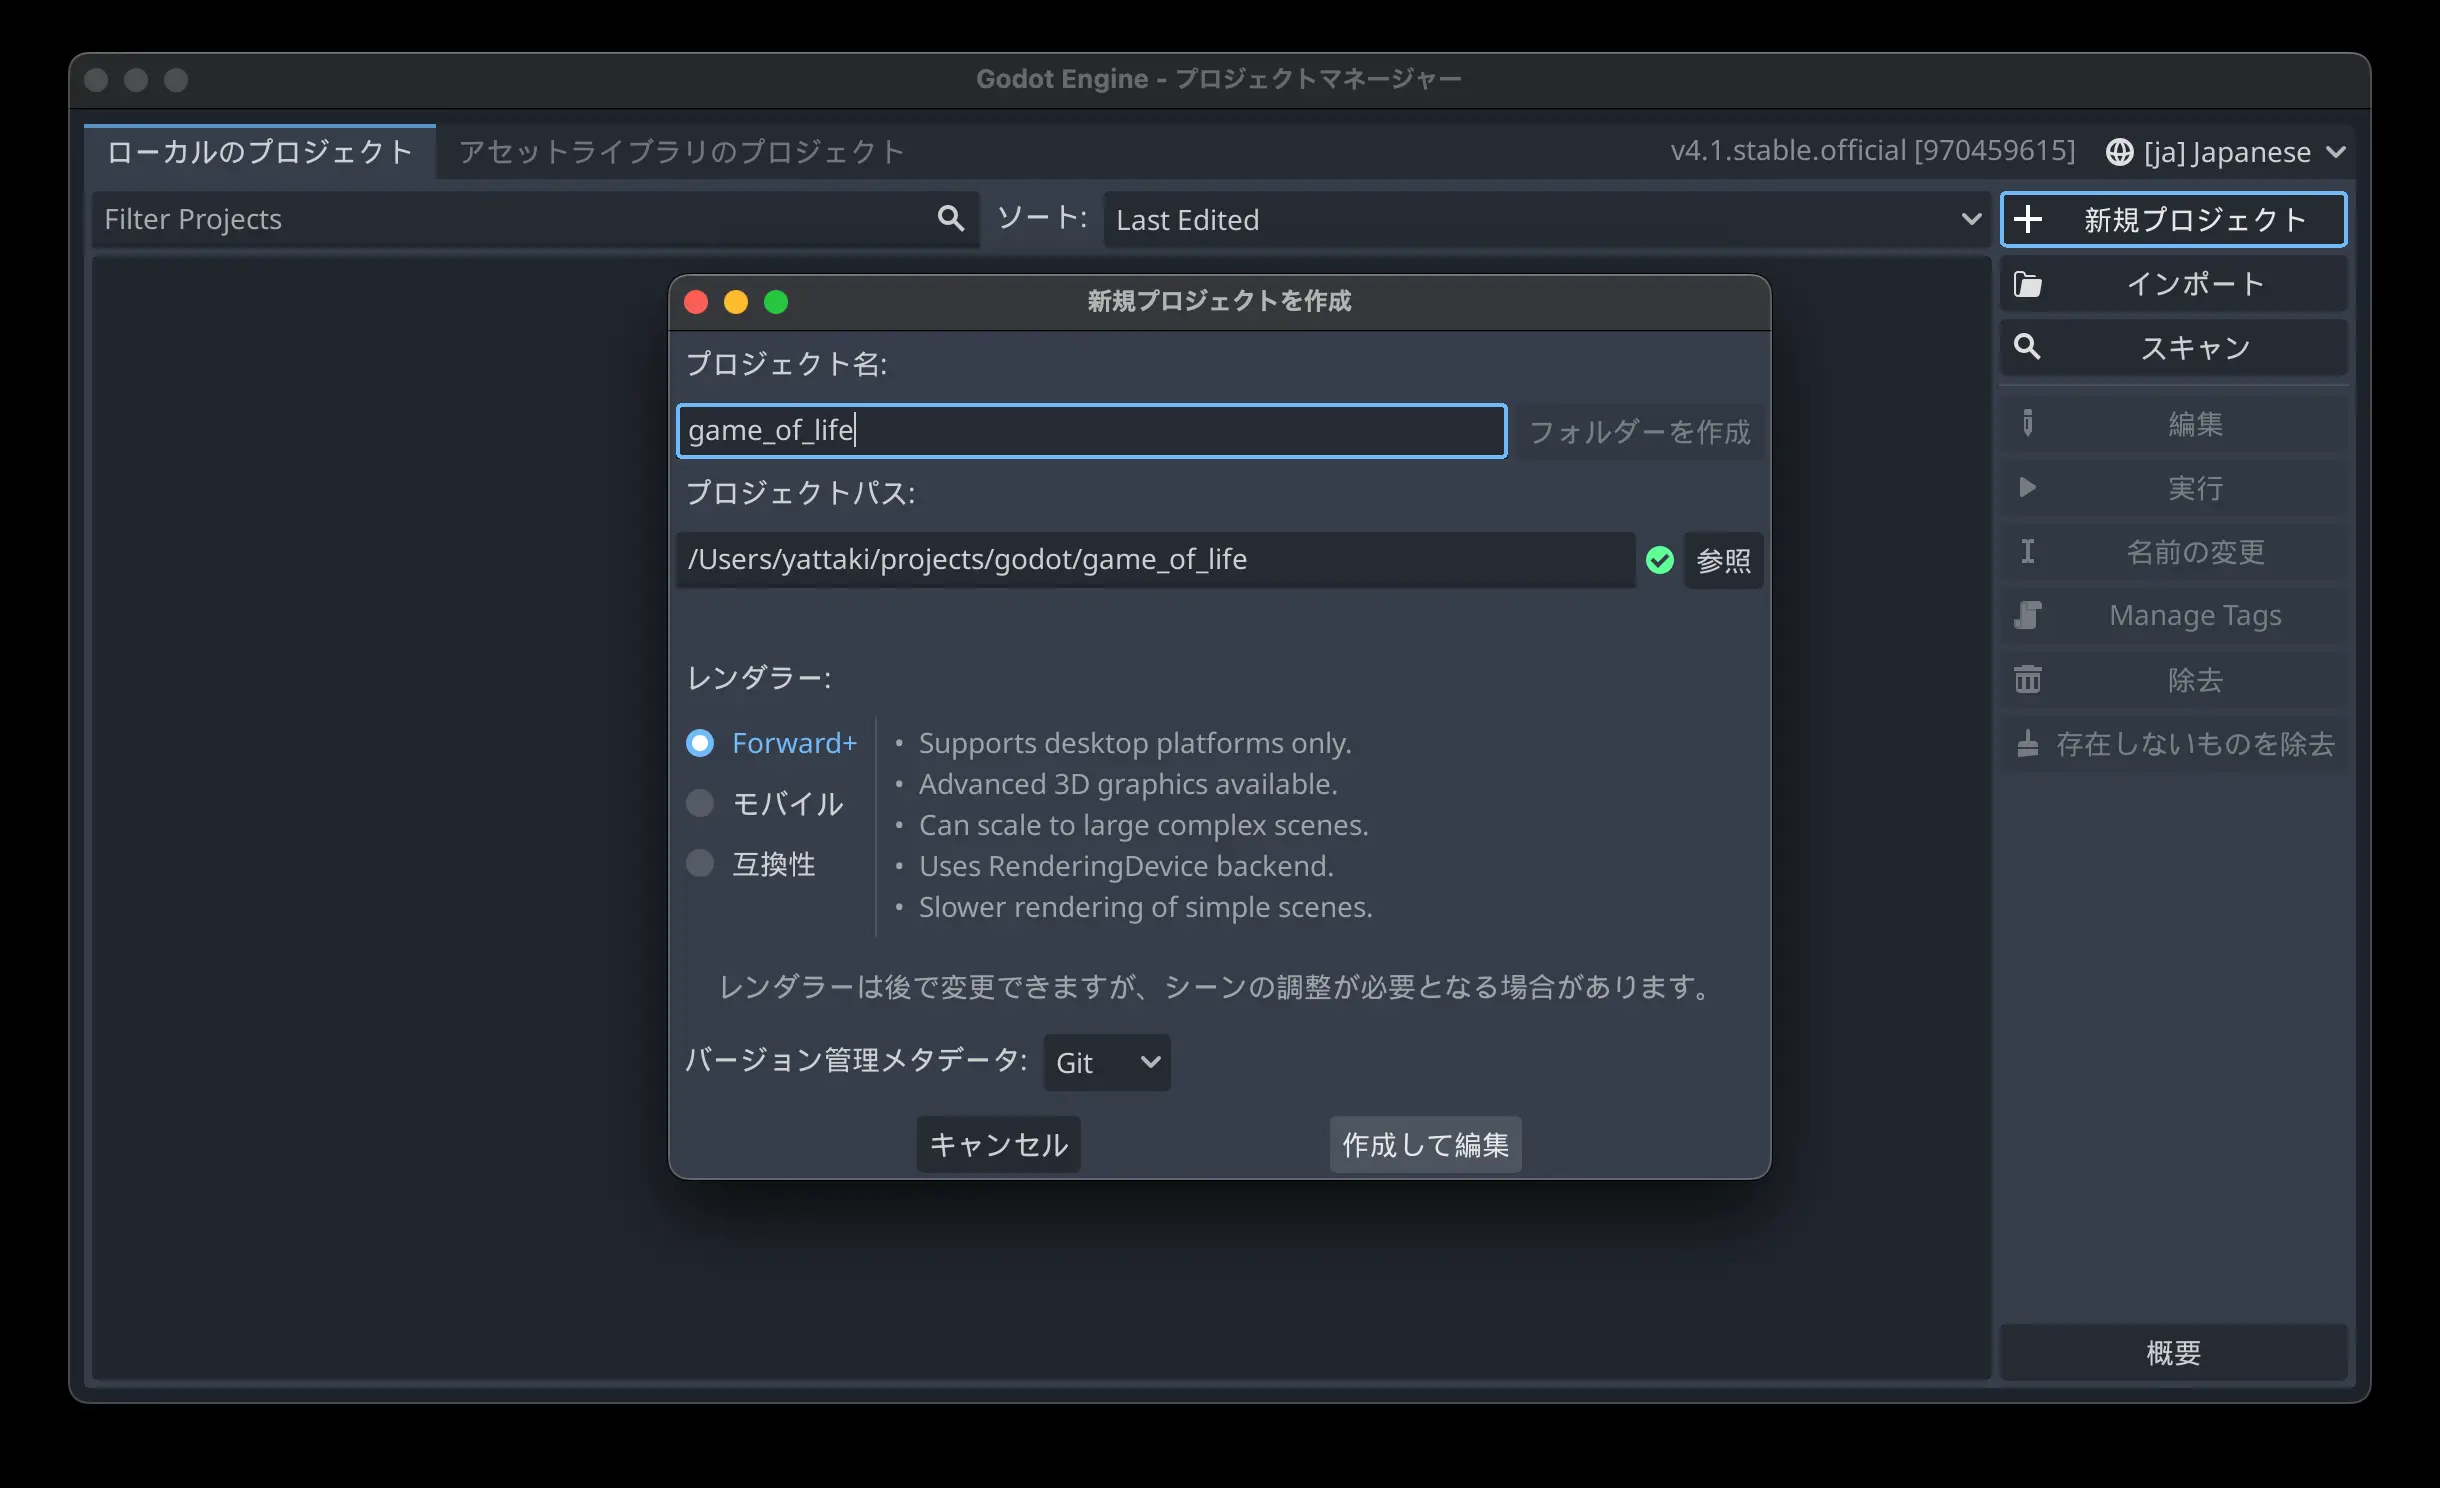 Godot Engine - プロジェクトマネージャー
ローカルのプロジェクト
アセットライブラリのプロジェクト
v4.1.stable.official [970459615]
[ja] Japanese
Filter Projects
ソート:
Last Edited
新規プロジェクト
インポート
スキャン
編集
実行
名前の変更
Manage Tags
除去
存在しないものを除去
概要
新規プロジェクトを作成
プロジェクト名:
game_of_life
フォルダーを作成
プロジェクトパス:
/Users/yattaki/projects/godot/game_of_life
参照
レンダラー:
Forward+
モバイル
互換性
• Supports desktop platforms only.
• Advanced 3D graphics available.
• Can scale to large complex scenes.
• Uses RenderingDevice backend.
• Slower rendering of simple scenes.
レンダラーは後で変更できますが、シーンの調整が必要となる場合があります。
バージョン管理メタデータ:
Git
キャンセル
作成して編集